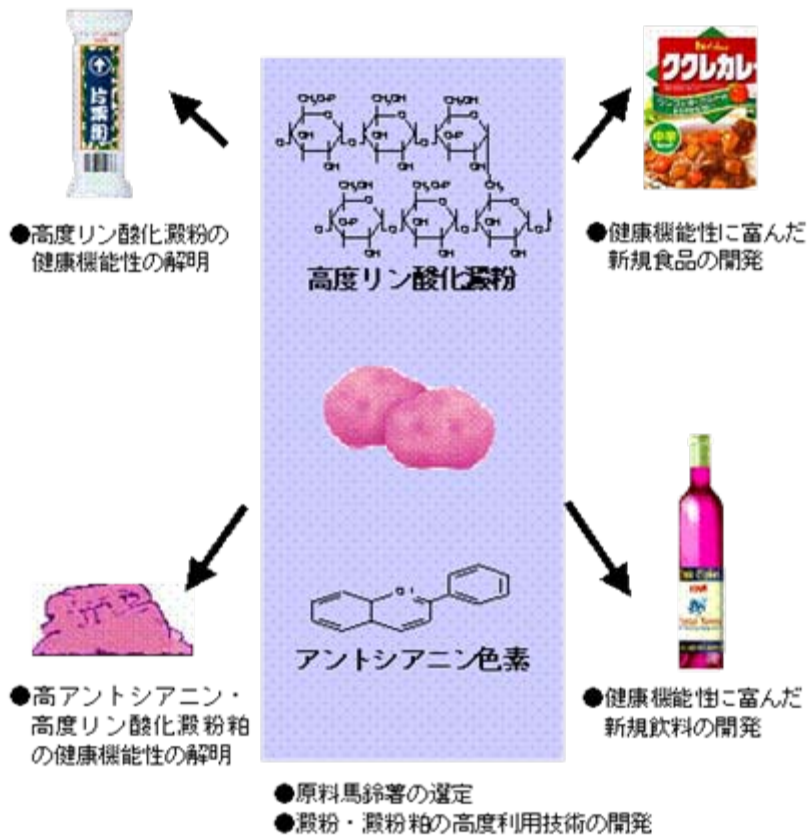 片栗粉
ククレカレー
中辛
●高度リン酸化澱粉の
健康機能性の解明
高度リン酸化澱粉
●健康機能性に富んだ
新規食品の開発
アントシアニン色素
●高アントシアニン・
高度リン酸化澱粉粕
の健康機能性の解明
●健康機能性に富んだ
新規飲料の開発
●原料馬鈴薯の選定
●澱粉・澱粉粕の高度利用技術の開発